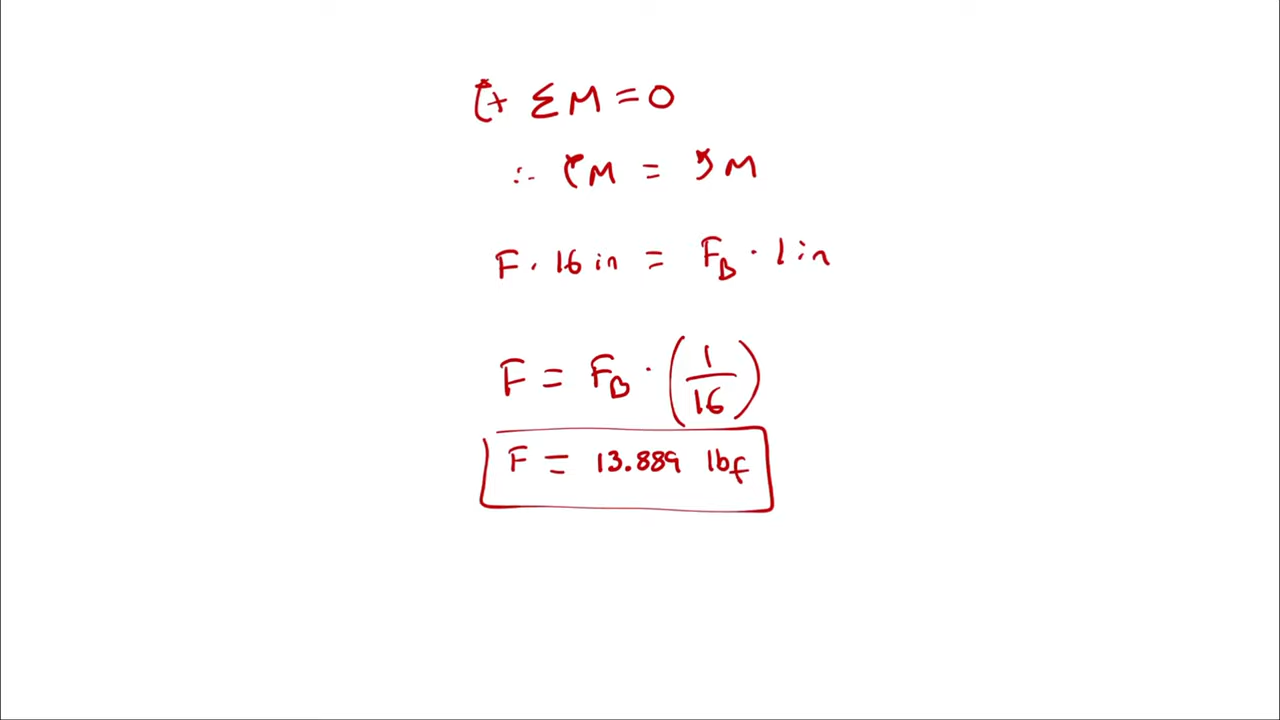 ↻+ ΣM = 0
∴ ↻M = ↺M
F · 16 in = F_B · 1 in
F = F_B · (1/16)
F = 13.889 lbf